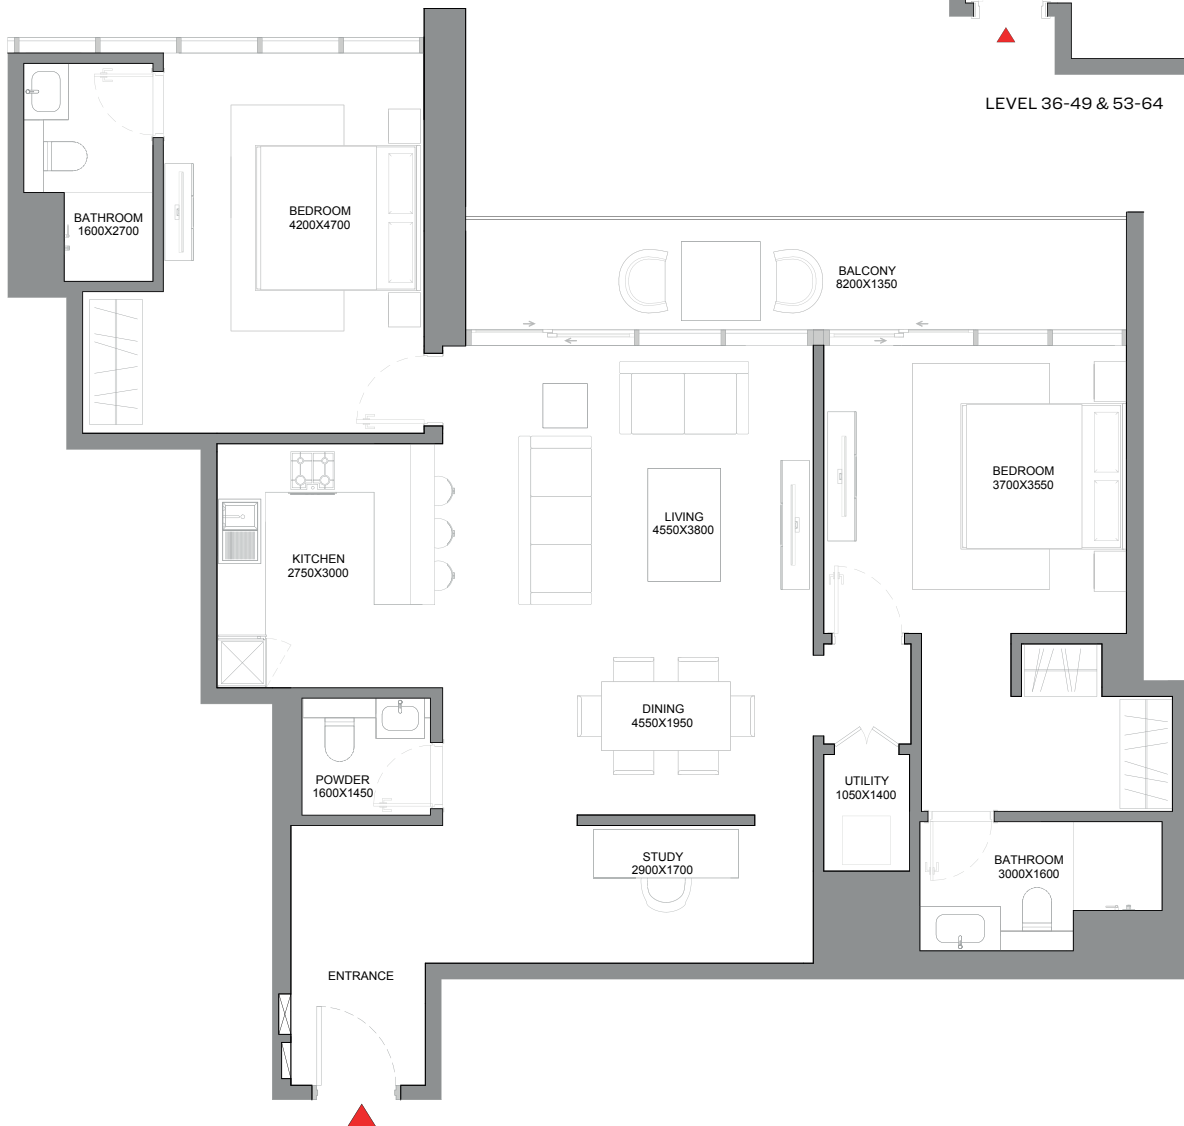 LEVEL 36-49 & 53-64
BATHROOM
1600X2700
BEDROOM
4200X4700
BALCONY
8200X1350
BEDROOM
3700X3550
LIVING
4550X3800
KITCHEN
2750X3000
DINING
4550X1950
POWDER
1600X1450
UTILITY
1050X1400
STUDY
2900X1700
BATHROOM
3000X1600
ENTRANCE